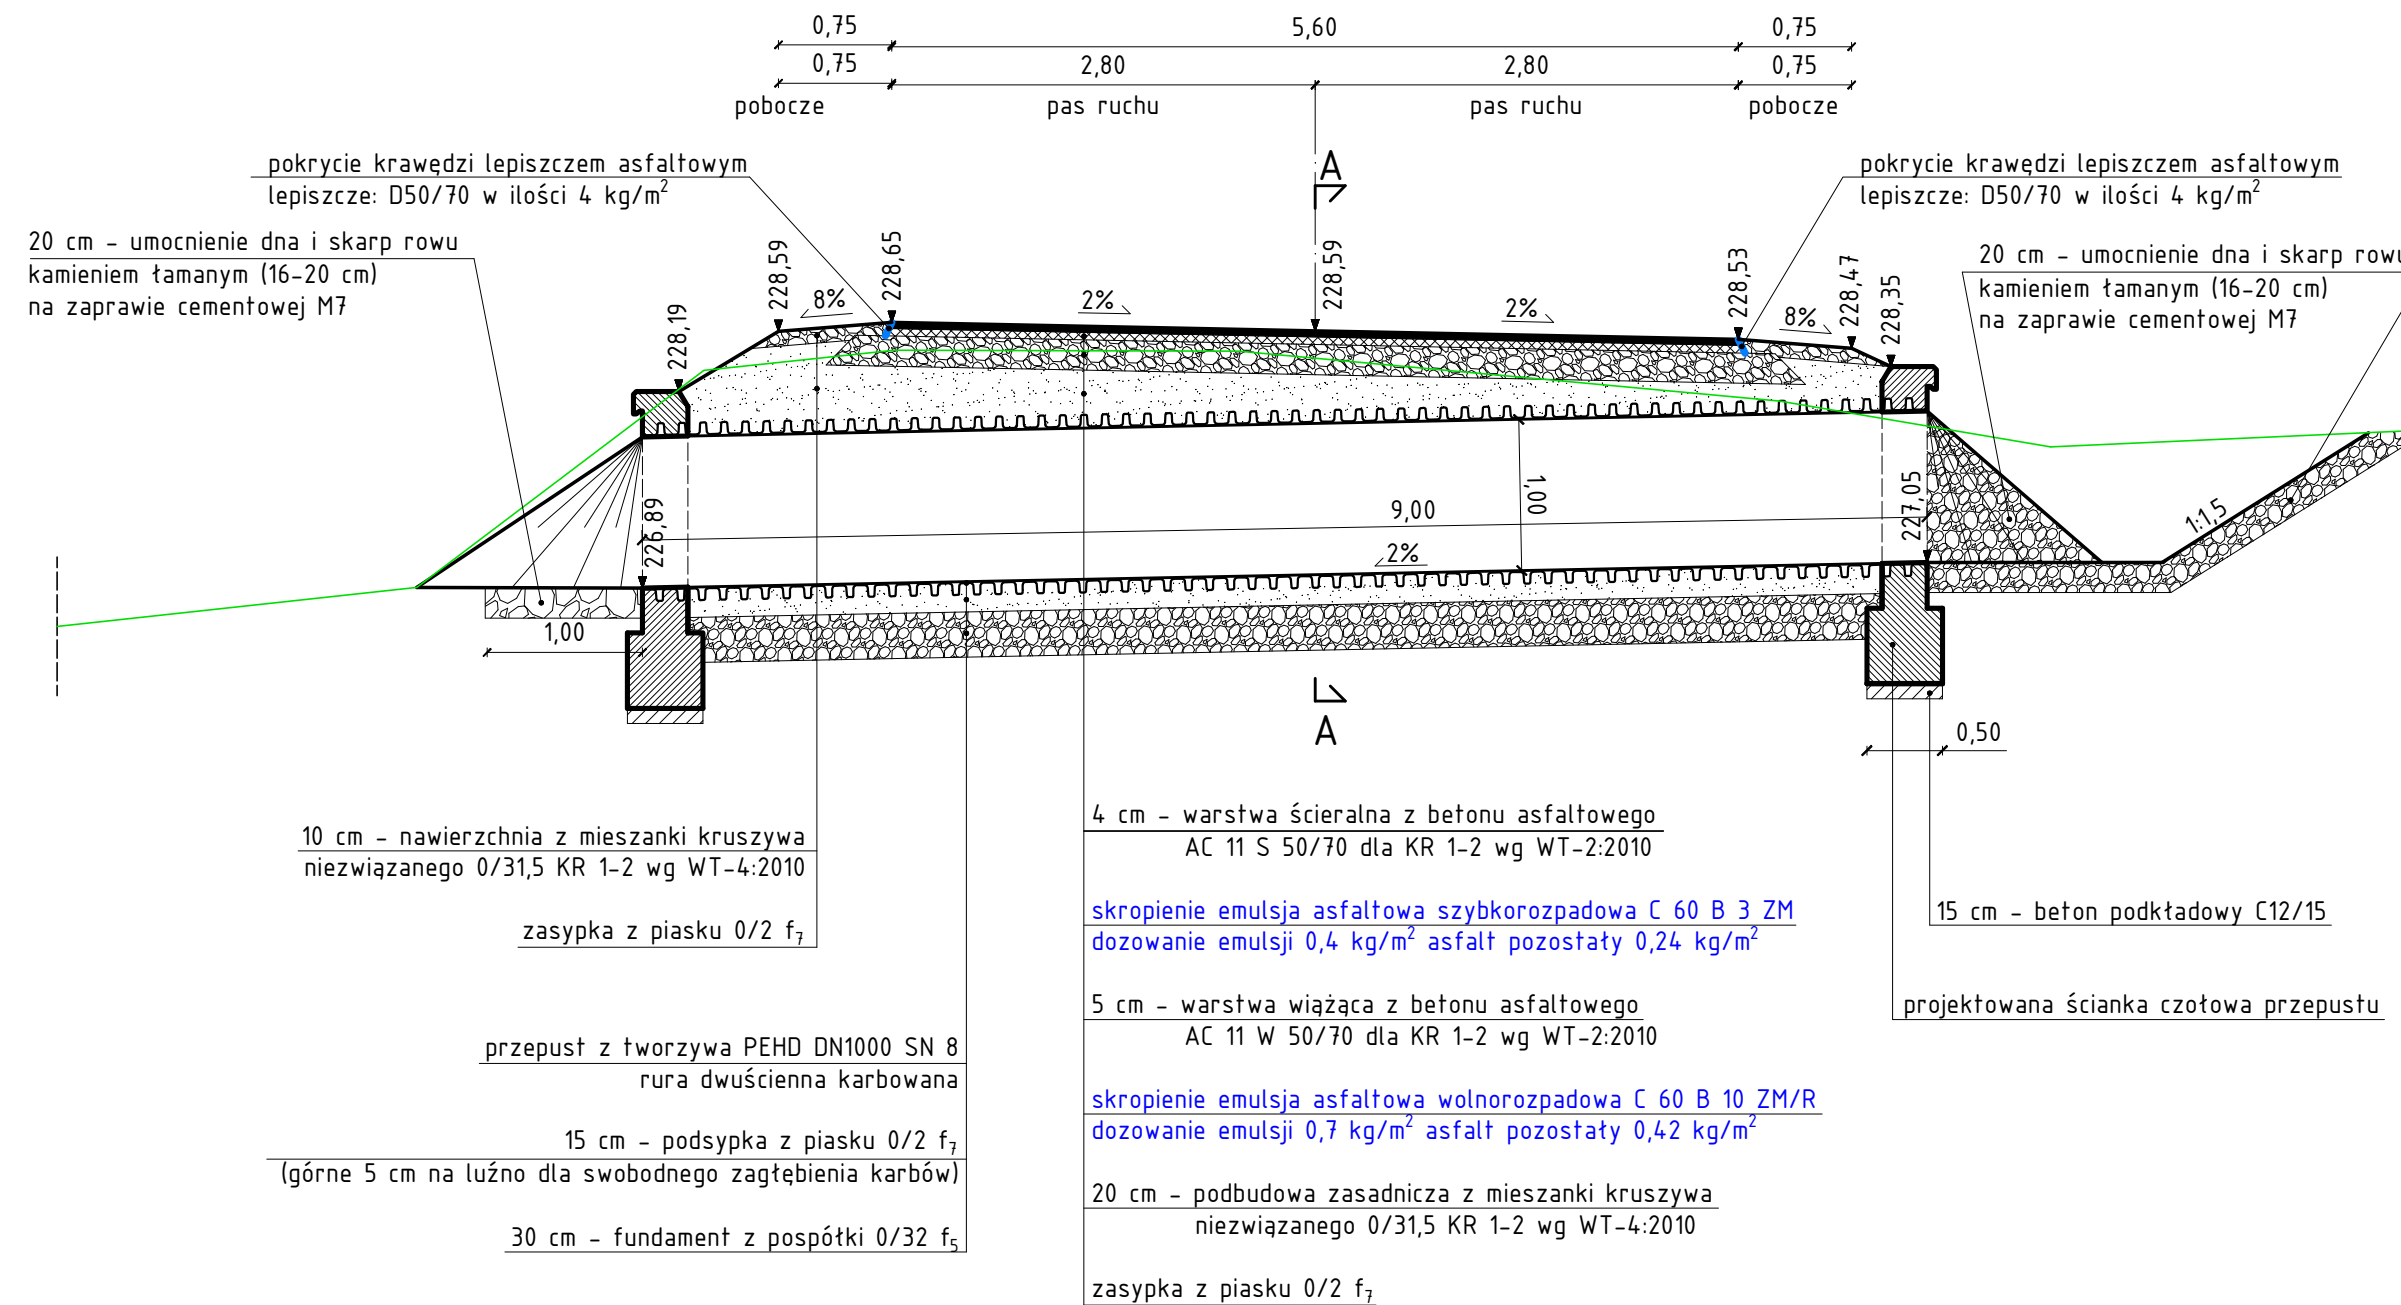 0,75 5,60 0,75
0,75 2,80 2,80 0,75
pobocze pas ruchu pas ruchu pobocze
pokrycie krawędzi lepiszczem asfaltowym
lepiszcze: D50/70 w ilości 4 kg/m²
20 cm - umocnienie dna i skarp rowu
kamieniem łamanym (16-20 cm)
na zaprawie cementowej M7
A
pokrycie krawędzi lepiszczem asfaltowym
lepiszcze: D50/70 w ilości 4 kg/m²
20 cm - umocnienie dna i skarp rowu
kamieniem łamanym (16-20 cm)
na zaprawie cementowej M7
228,19
228,59
8%
228,65
2%
228,59
2%
228,53
8%
228,47
228,35
226,89
9,00
1,00
2%
227,05
1:1,5
1,00
A
0,50
10 cm - nawierzchnia z mieszanki kruszywa
niezwiązanego 0/31,5 KR 1-2 wg WT-4:2010
zasypka z piasku 0/2 f₇
przepust z tworzywa PEHD DN1000 SN 8
rura dwuścienna karbowana
15 cm - podsypka z piasku 0/2 f₇
(górne 5 cm na luźno dla swobodnego zagłębienia karbów)
30 cm - fundament z pospółki 0/32 f₅
4 cm - warstwa ścieralna z betonu asfaltowego
AC 11 S 50/70 dla KR 1-2 wg WT-2:2010
skropienie emulsja asfaltowa szybkorozpadowa C 60 B 3 ZM
dozowanie emulsji 0,4 kg/m² asfalt pozostały 0,24 kg/m²
5 cm - warstwa wiążąca z betonu asfaltowego
AC 11 W 50/70 dla KR 1-2 wg WT-2:2010
skropienie emulsja asfaltowa wolnorozpadowa C 60 B 10 ZM/R
dozowanie emulsji 0,7 kg/m² asfalt pozostały 0,42 kg/m²
20 cm - podbudowa zasadnicza z mieszanki kruszywa
niezwiązanego 0/31,5 KR 1-2 wg WT-4:2010
zasypka z piasku 0/2 f₇
15 cm - beton podkładowy C12/15
projektowana ścianka czołowa przepustu